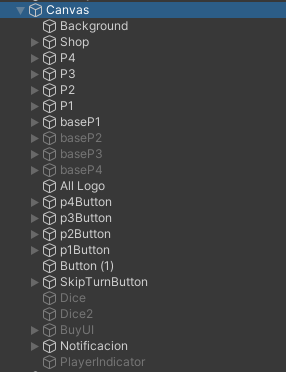 Canvas
Background
Shop
P4
P3
P2
P1
baseP1
baseP2
baseP3
baseP4
All Logo
p4Button
p3Button
p2Button
p1Button
Button (1)
SkipTurnButton
Dice
Dice2
BuyUI
Notificacion
PlayerIndicator